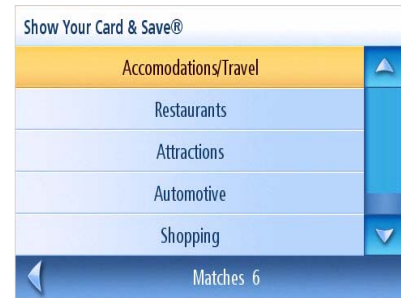 Show Your Card & Save®
Accomodations/Travel
Restaurants
Attractions
Automotive
Shopping
Matches 6